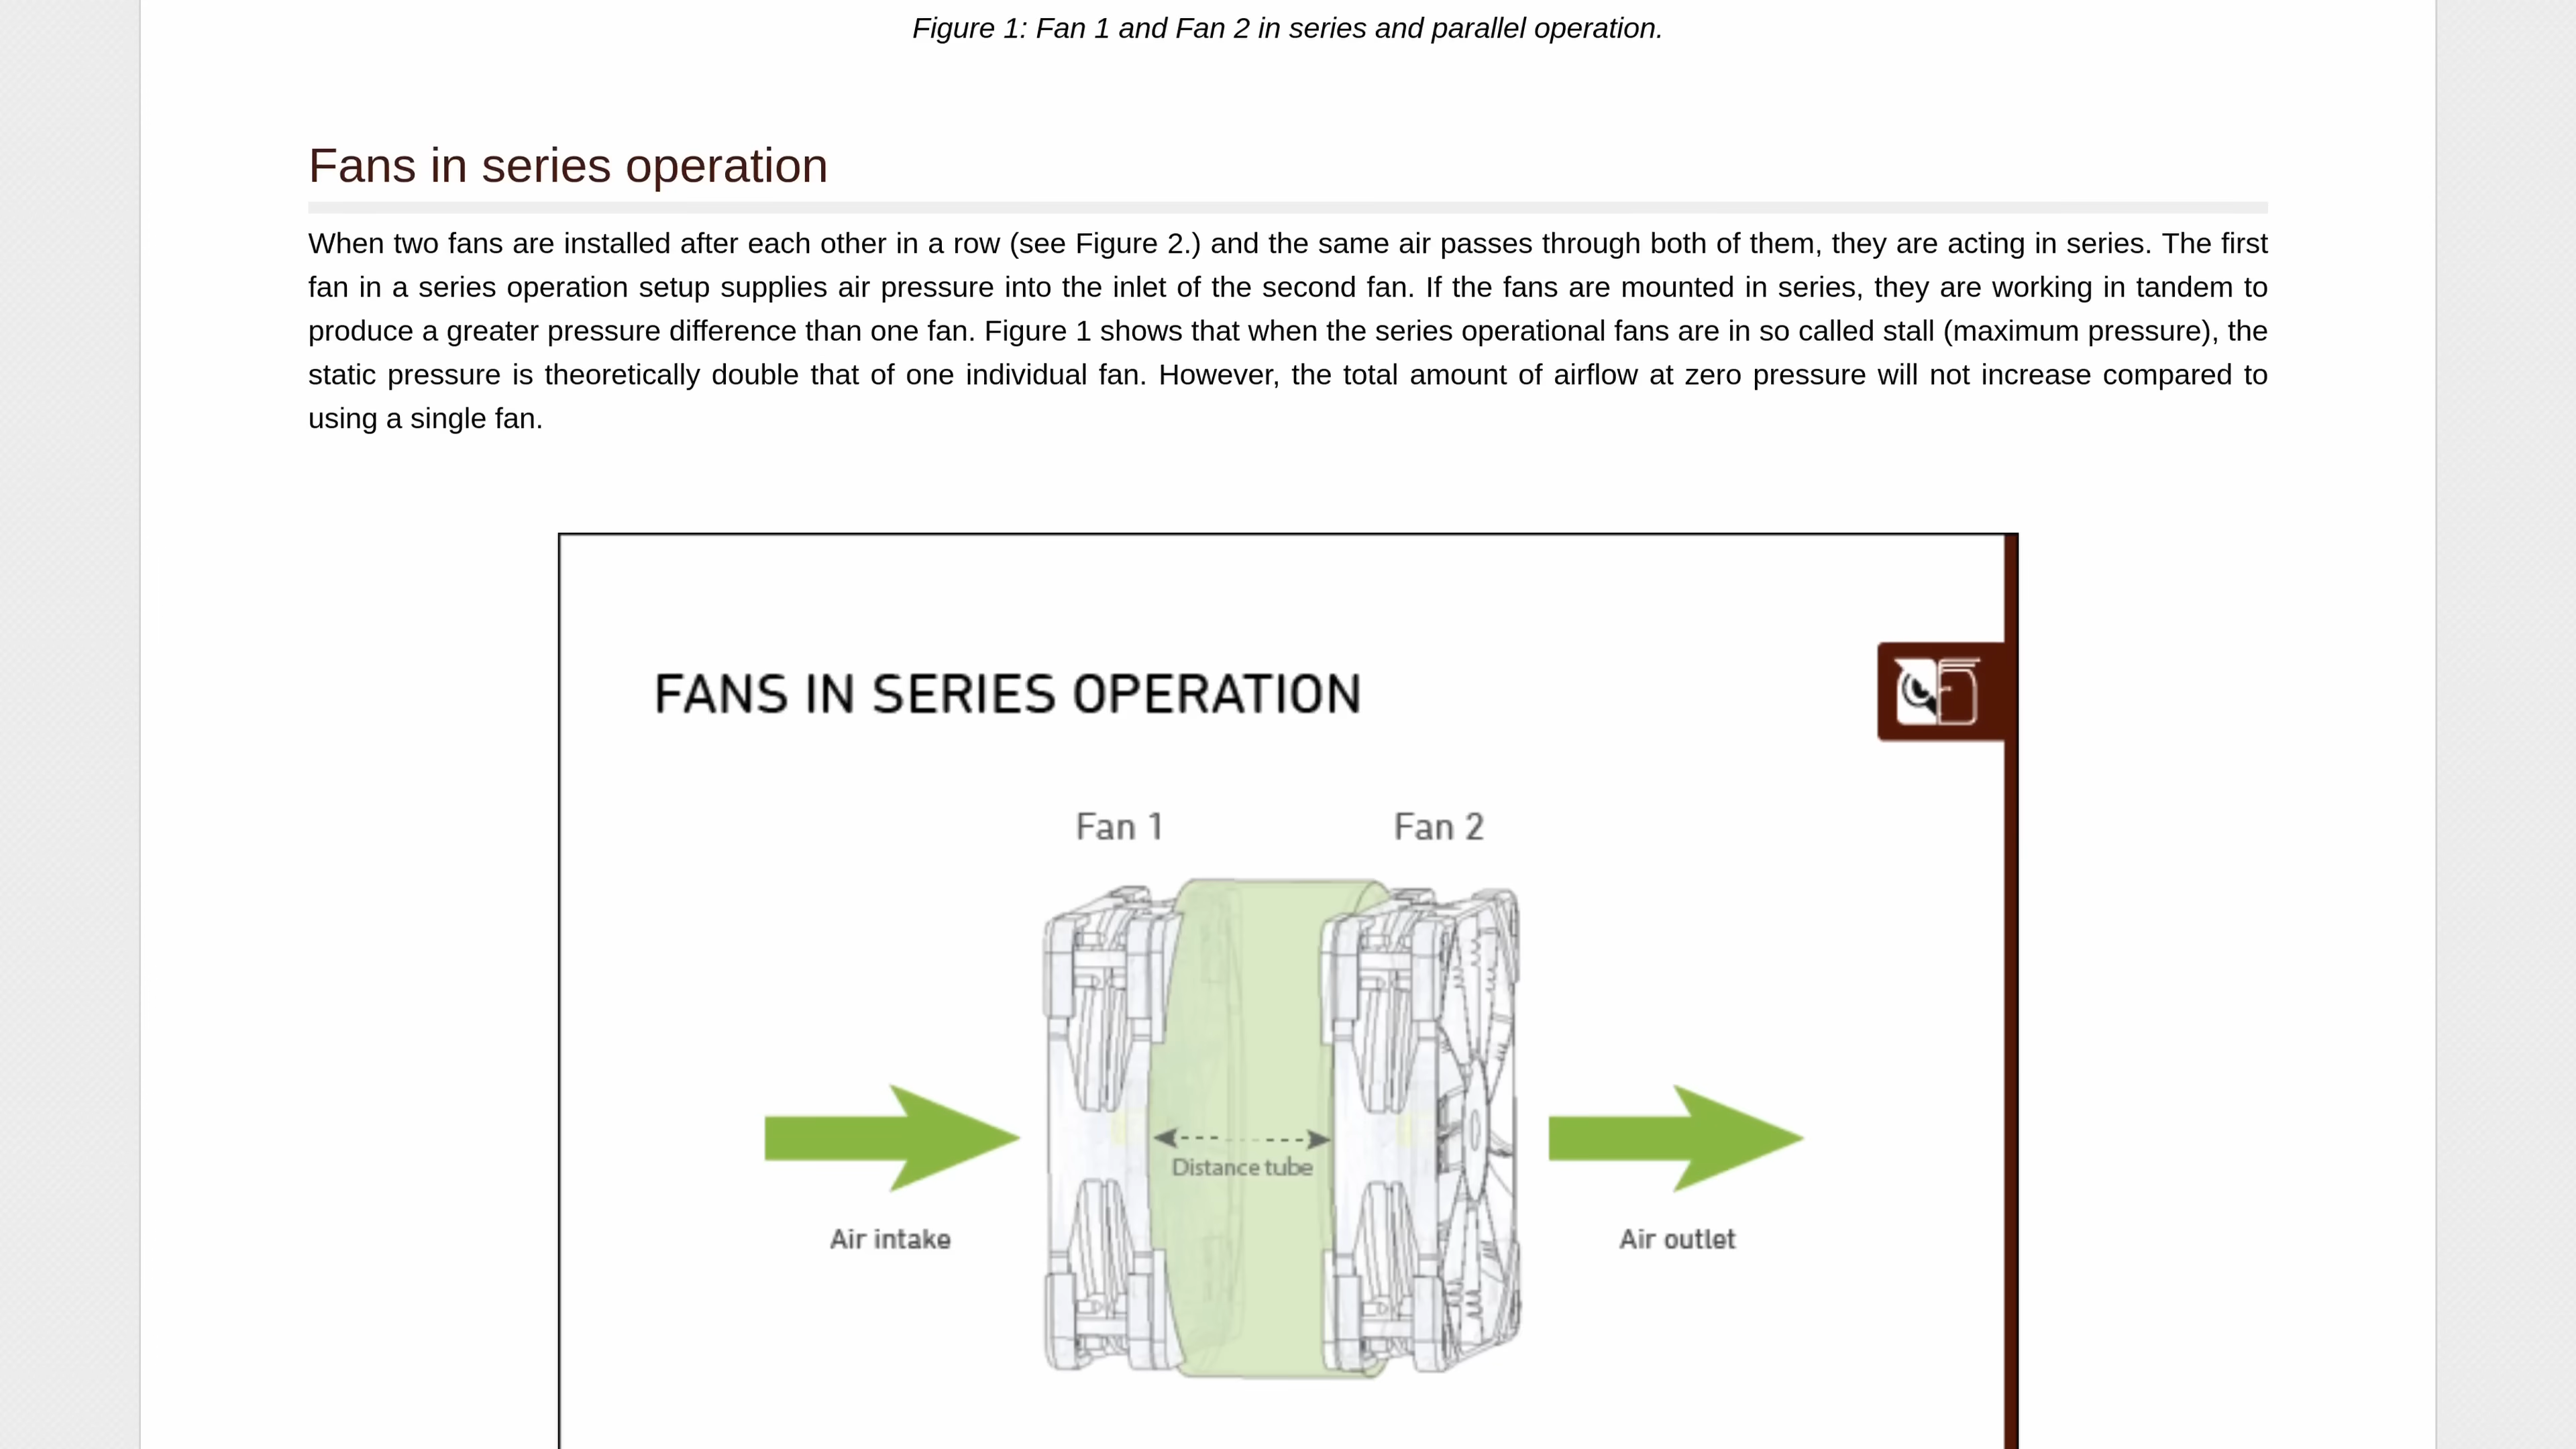 Figure 1: Fan 1 and Fan 2 in series and parallel operation.
Fans in series operation
When two fans are installed after each other in a row (see Figure 2.) and the same air passes through both of them, they are acting in series. The first
fan in a series operation setup supplies air pressure into the inlet of the second fan. If the fans are mounted in series, they are working in tandem to
produce a greater pressure difference than one fan. Figure 1 shows that when the series operational fans are in so called stall (maximum pressure), the
static pressure is theoretically double that of one individual fan. However, the total amount of airflow at zero pressure will not increase compared to
using a single fan.
FANS IN SERIES OPERATION
Fan 1 Fan 2
Distance tube
Air intake Air outlet